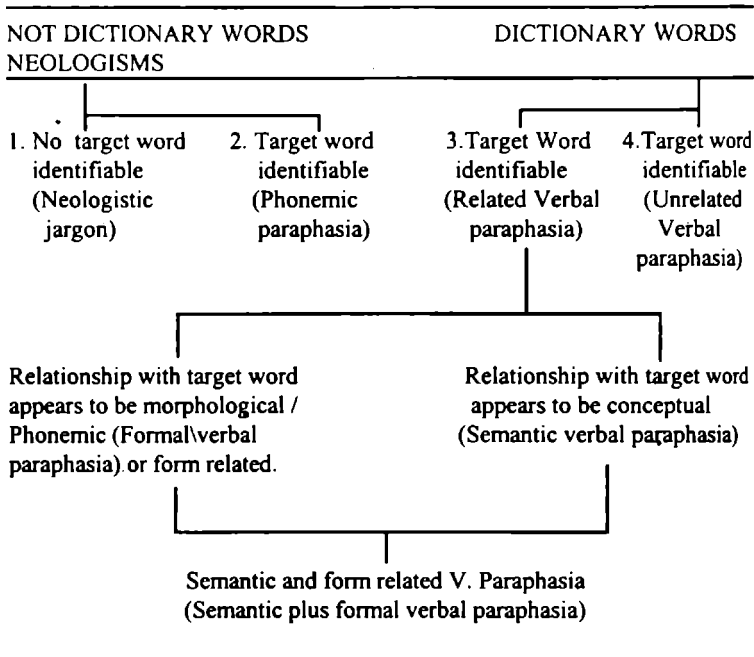 NOT DICTIONARY WORDS DICTIONARY WORDS
NEOLOGISMS
1. No target word
identifiable
(Neologistic
jargon)
2. Target word
identifiable
(Phonemic
paraphasia)
3.Target Word
identifiable
(Related Verbal
paraphasia)
4.Target word
identifiable
(Unrelated
Verbal
paraphasia)
Relationship with target word
appears to be morphological /
Phonemic (Formal\verbal
paraphasia) or form related.
Relationship with target word
appears to be conceptual
(Semantic verbal paraphasia)
Semantic and form related V. Paraphasia
(Semantic plus formal verbal paraphasia)